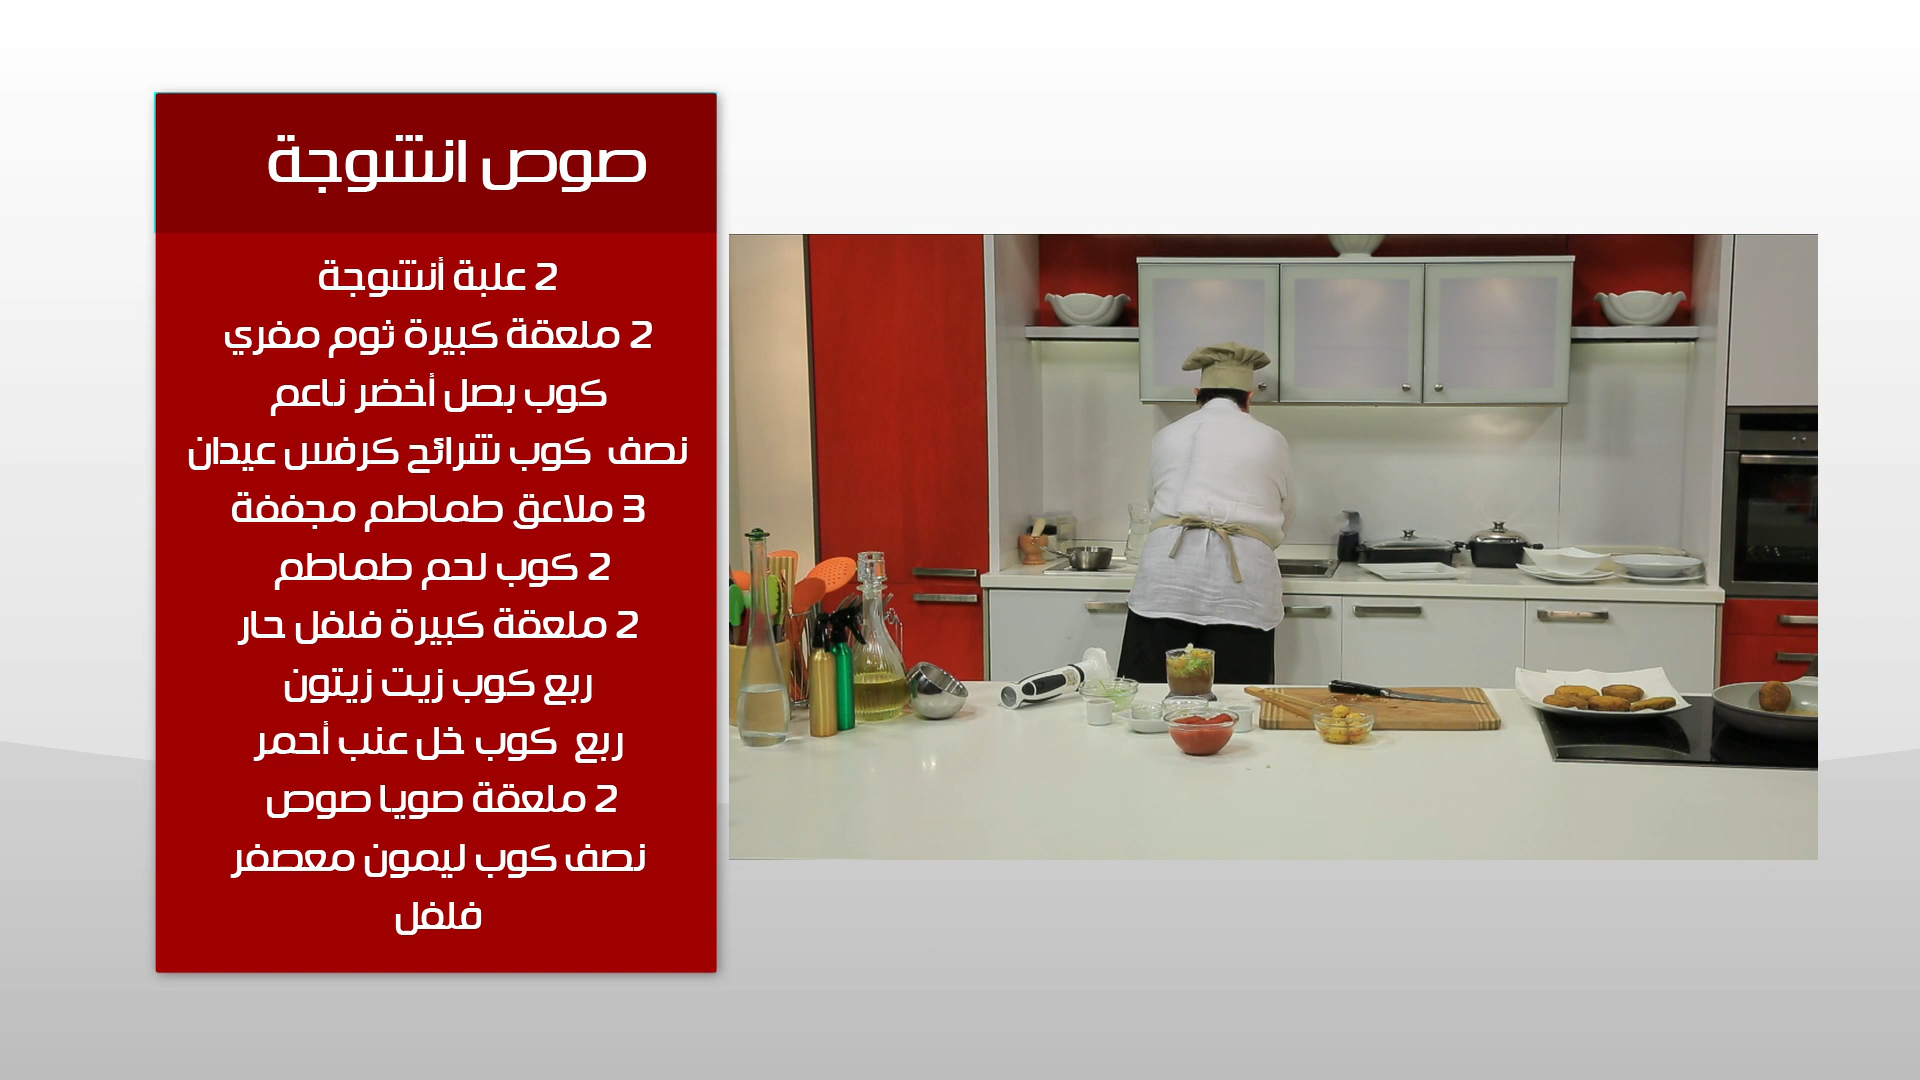 صوص انشوجة
2 علبة أنشوجة
2 ملعقة كبيرة ثوم مفري
كوب بصل أخضر ناعم
نصف كوب شرائح كرفس عيدان
3 ملاعق طماطم مجففة
2 كوب لحم طماطم
2 ملعقة كبيرة فلفل حار
ربع كوب زيت زيتون
ربع كوب خل عنب أحمر
2 ملعقة صويا صوص
نصف كوب ليمون معصفر
فلفل